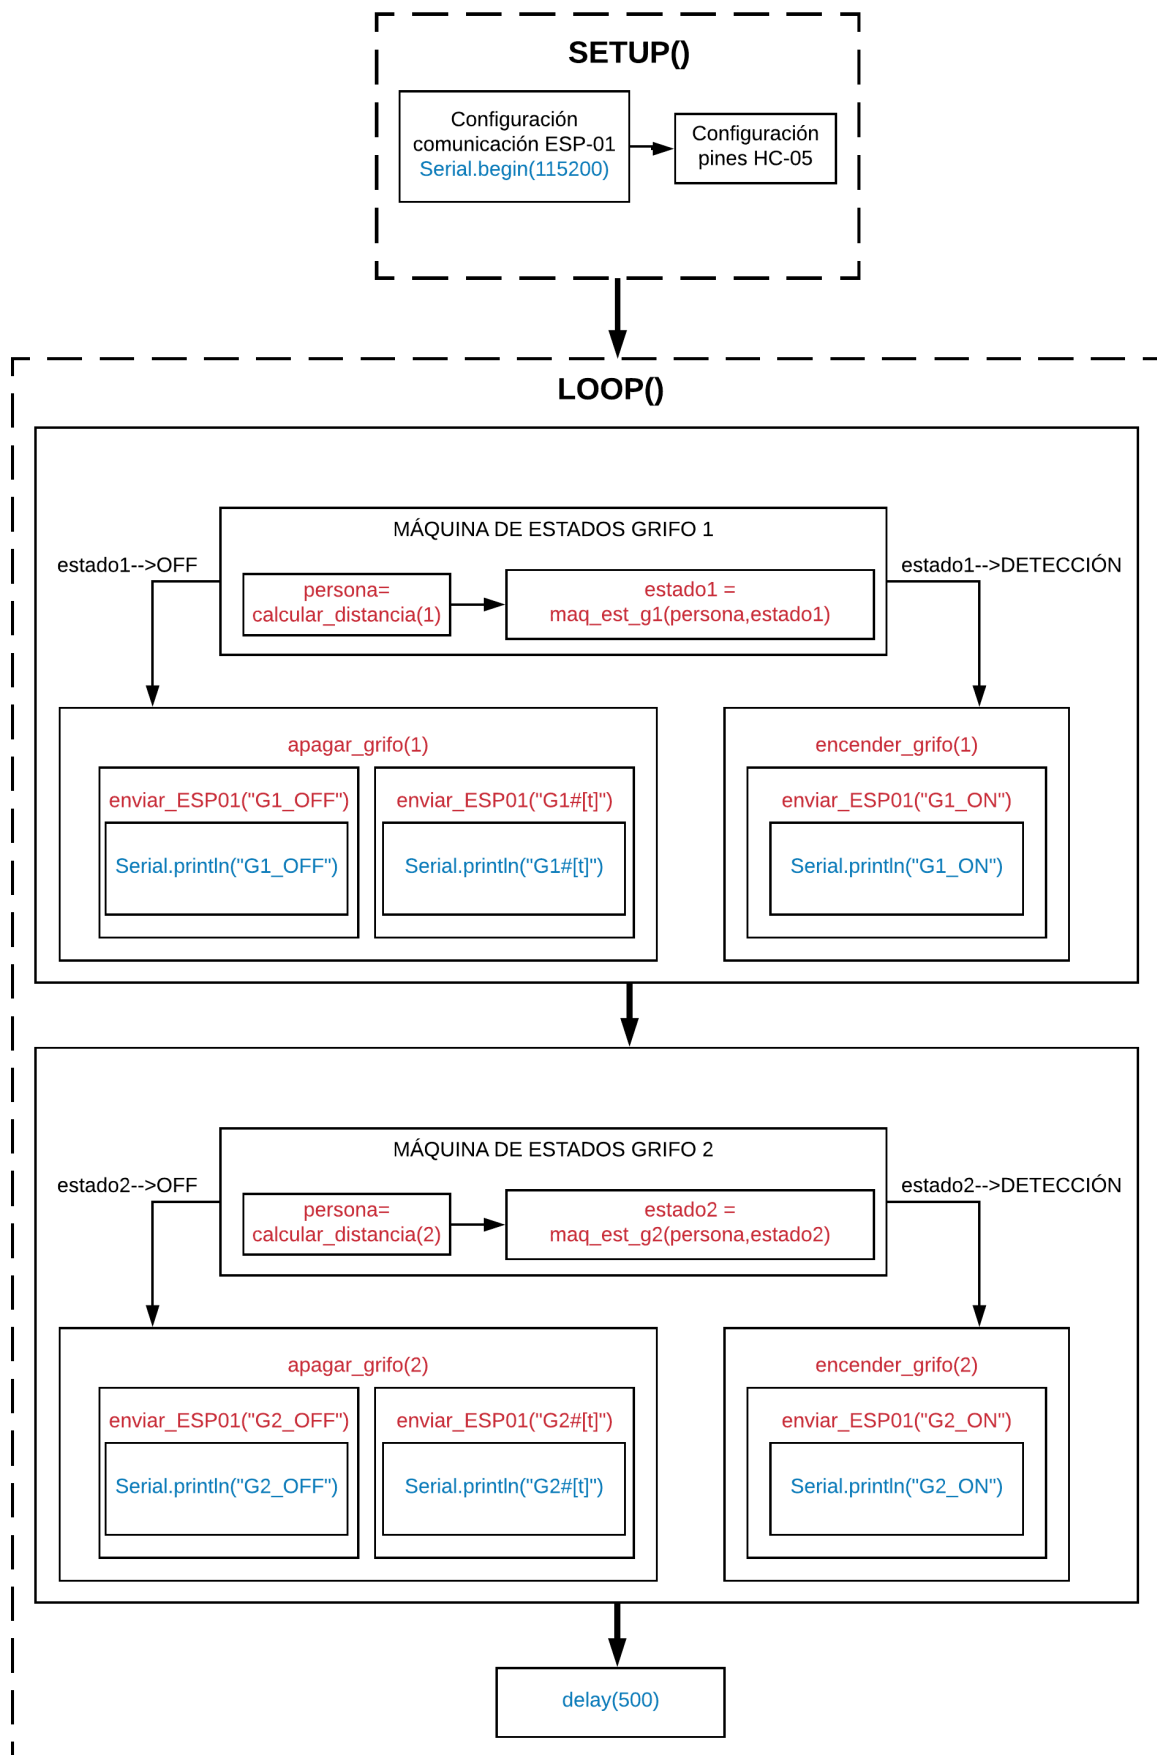 SETUP()
Configuración
comunicación ESP-01
Serial.begin(115200)
Configuración
pines HC-05
LOOP()
MÁQUINA DE ESTADOS GRIFO 1
estado1-->OFF
estado1-->DETECCIÓN
persona=
calcular_distancia(1)
estado1 =
maq_est_g1(persona,estado1)
apagar_grifo(1)
enviar_ESP01("G1_OFF")
Serial.println("G1_OFF")
enviar_ESP01("G1#[t]")
Serial.println("G1#[t]")
encender_grifo(1)
enviar_ESP01("G1_ON")
Serial.println("G1_ON")
MÁQUINA DE ESTADOS GRIFO 2
estado2-->OFF
estado2-->DETECCIÓN
persona=
calcular_distancia(2)
estado2 =
maq_est_g2(persona,estado2)
apagar_grifo(2)
enviar_ESP01("G2_OFF")
Serial.println("G2_OFF")
enviar_ESP01("G2#[t]")
Serial.println("G2#[t]")
encender_grifo(2)
enviar_ESP01("G2_ON")
Serial.println("G2_ON")
delay(500)